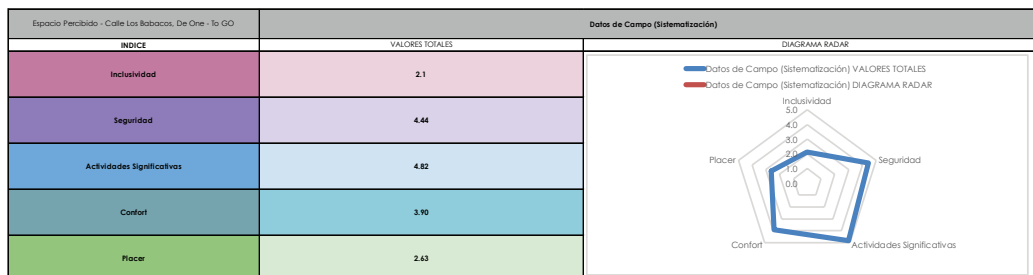 Espacio Percibido - Calle Los Babacos, De One - To GO
Datos de Campo (Sistematización)
INDICE
VALORES TOTALES
DIAGRAMA RADAR
Inclusividad
2.1
Seguridad
4.44
Actividades Significativas
4.82
Confort
3.90
Placer
2.63
Datos de Campo (Sistematización) VALORES TOTALES
Datos de Campo (Sistematización) DIAGRAMA RADAR
Inclusividad
5.0
4.0
3.0
2.0
1.0
0.0
Placer
Seguridad
Confort
Actividades Significativas